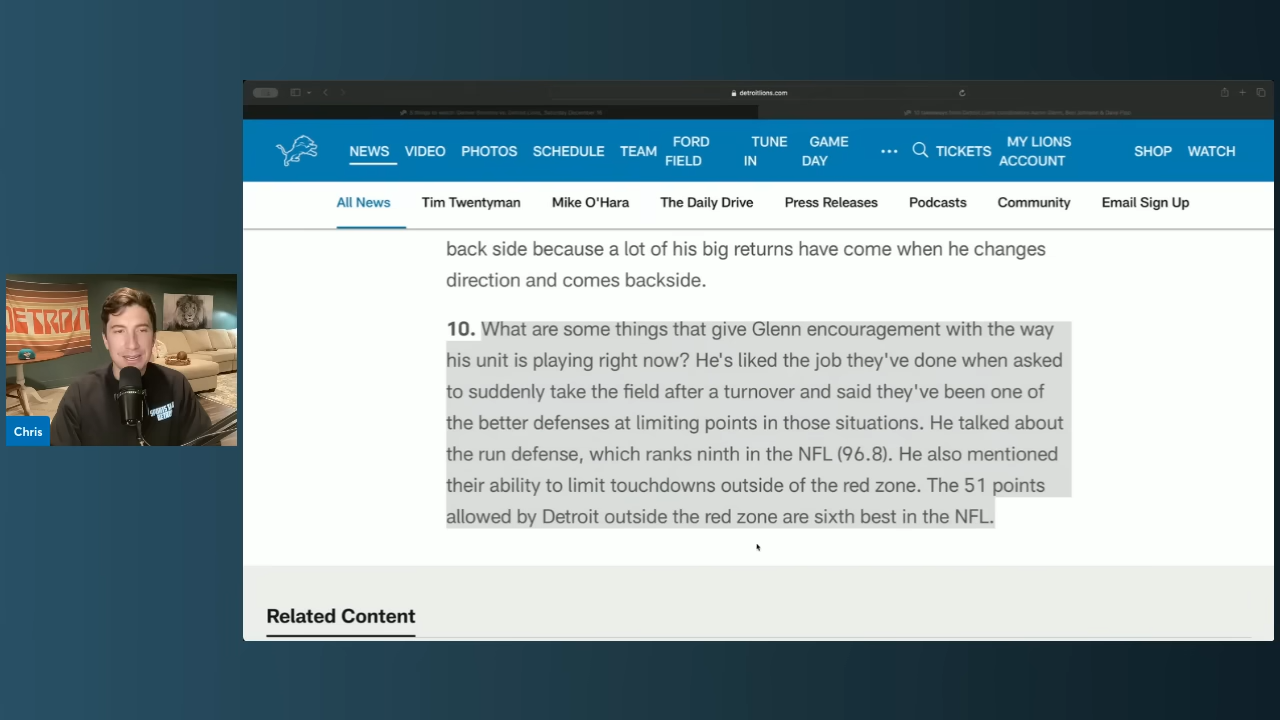 detroitlions.com
NEWS VIDEO PHOTOS SCHEDULE TEAM FORD FIELD TUNE IN GAME DAY ••• TICKETS MY LIONS ACCOUNT SHOP WATCH
All News Tim Twentyman Mike O'Hara The Daily Drive Press Releases Podcasts Community Email Sign Up
back side because a lot of his big returns have come when he changes
direction and comes backside.
10. What are some things that give Glenn encouragement with the way
his unit is playing right now? He's liked the job they've done when asked
to suddenly take the field after a turnover and said they've been one of
the better defenses at limiting points in those situations. He talked about
the run defense, which ranks ninth in the NFL (96.8). He also mentioned
their ability to limit touchdowns outside of the red zone. The 51 points
allowed by Detroit outside the red zone are sixth best in the NFL.
Related Content
DETROIT
Chris